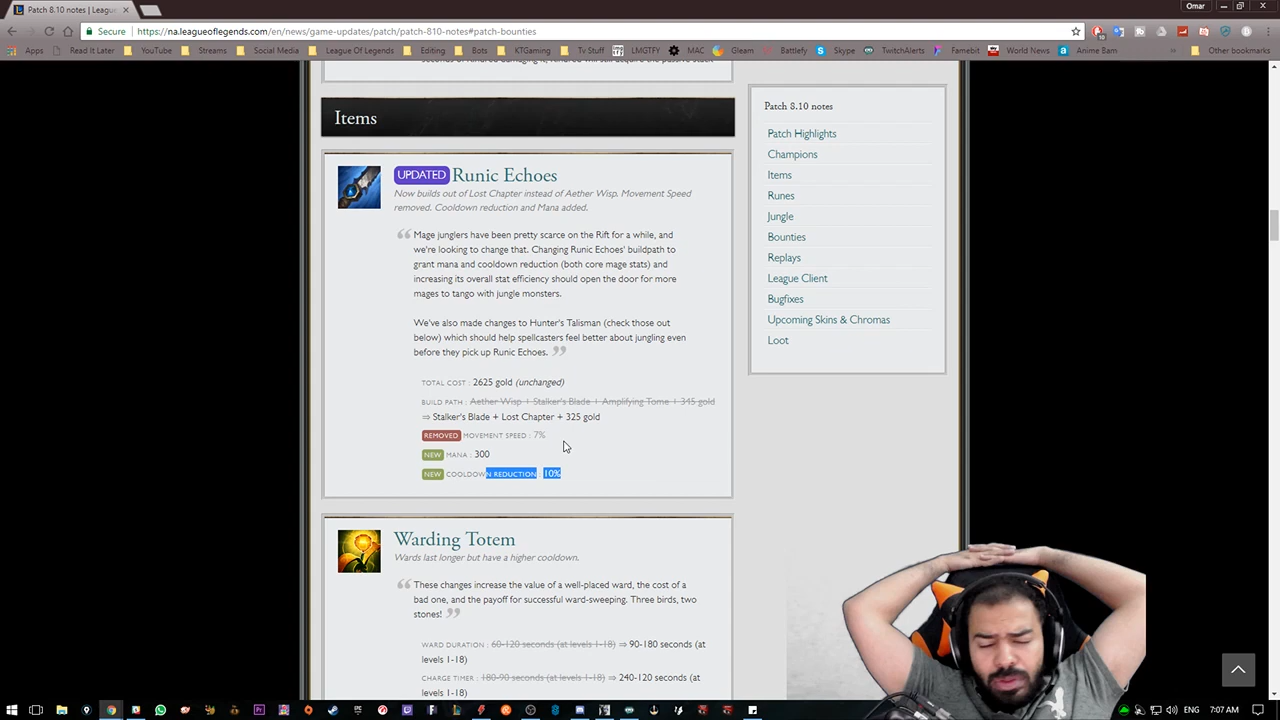 Patch 8.10 notes | Leagu
Omar
Secure
https://na.leagueoflegends.com/en/news/game-updates/patch/patch-810-notes#patch-bounties
Apps
Read It Later
YouTube
Streams
Social Media
League Of Legends
Editing
Bots
KTGaming
Tv Stuff
LMGTFY
MAC
Gleam
Battlefy
Skype
TwitchAlerts
Famebit
World News
Anime Bam
»
Other bookmarks
seconds of Kindred damaging it, Kindred will still acquire the passive stack
Items
UPDATED Runic Echoes
Now builds out of Lost Chapter instead of Aether Wisp. Movement Speed
removed. Cooldown reduction and Mana added.
Mage junglers have been pretty scarce on the Rift for a while, and
we're looking to change that. Changing Runic Echoes' buildpath to
grant mana and cooldown reduction (both core mage stats) and
increasing its overall stat efficiency should open the door for more
mages to tango with jungle monsters.
We've also made changes to Hunter's Talisman (check those out
below) which should help spellcasters feel better about jungling even
before they pick up Runic Echoes.
TOTAL COST : 2625 gold (unchanged)
BUILD PATH : Aether Wisp + Stalker's Blade + Amplifying Tome + 345 gold
⇒ Stalker's Blade + Lost Chapter + 325 gold
REMOVED MOVEMENT SPEED : 7%
NEW MANA : 300
NEW COOLDOWN REDUCTION : 10%
Warding Totem
Wards last longer but have a higher cooldown.
These changes increase the value of a well-placed ward, the cost of a
bad one, and the payoff for successful ward-sweeping. Three birds, two
stones!
WARD DURATION : 60-120 seconds (at levels 1-18) ⇒ 90-180 seconds (at
levels 1-18)
CHARGE TIMER : 180-90 seconds (at levels 1-18) ⇒ 240-120 seconds (at
levels 1-18)
Patch 8.10 notes
Patch Highlights
Champions
Items
Runes
Jungle
Bounties
Replays
League Client
Bugfixes
Upcoming Skins & Chromas
Loot
ENG
7:07 AM